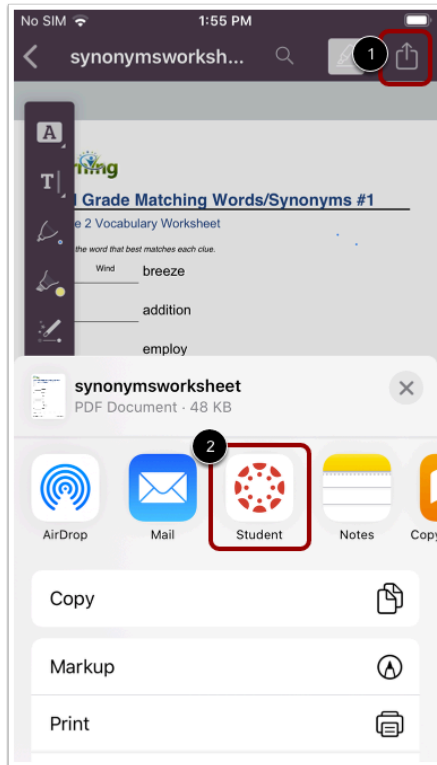 No SIM 1:55 PM
synonymsworksh...
1
A
T
ning
Grade Matching Words/Synonyms #1
e 2 Vocabulary Worksheet
the word that best matches each clue.
Wind breeze
addition
employ
synonymsworksheet
PDF Document · 48 KB
2
AirDrop Mail Student Notes Copy
Copy
Markup
Print